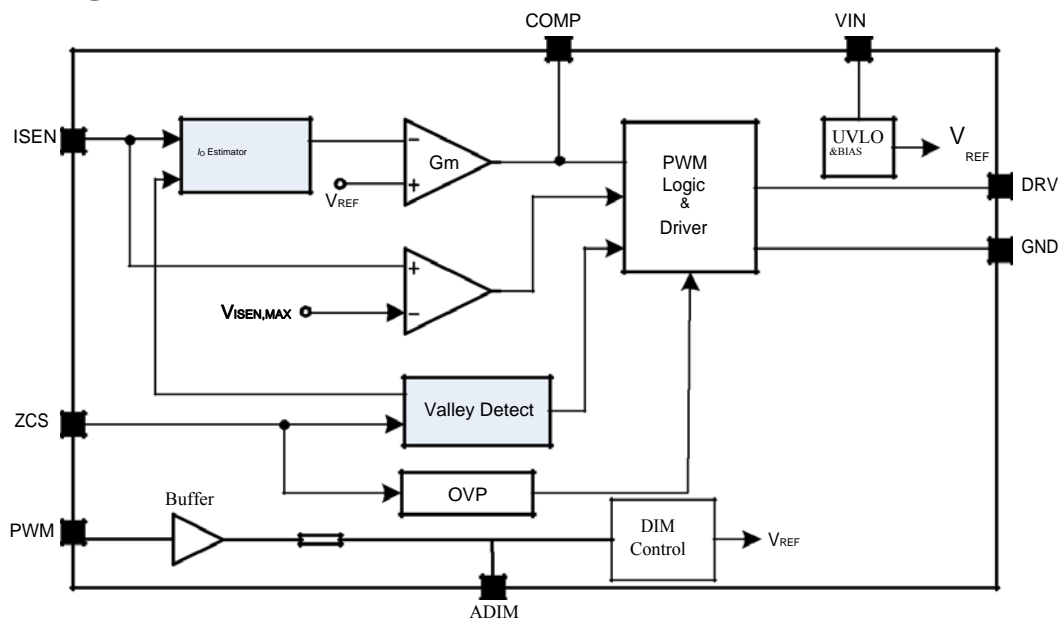 COMP
VIN
ISEN
IO Estimator
Gm
VREF
PWM
Logic
&
Driver
UVLO
&BIAS
V
REF
DRV
GND
VISEN,MAX
Valley Detect
ZCS
OVP
Buffer
PWM
DIM
Control
VREF
ADIM